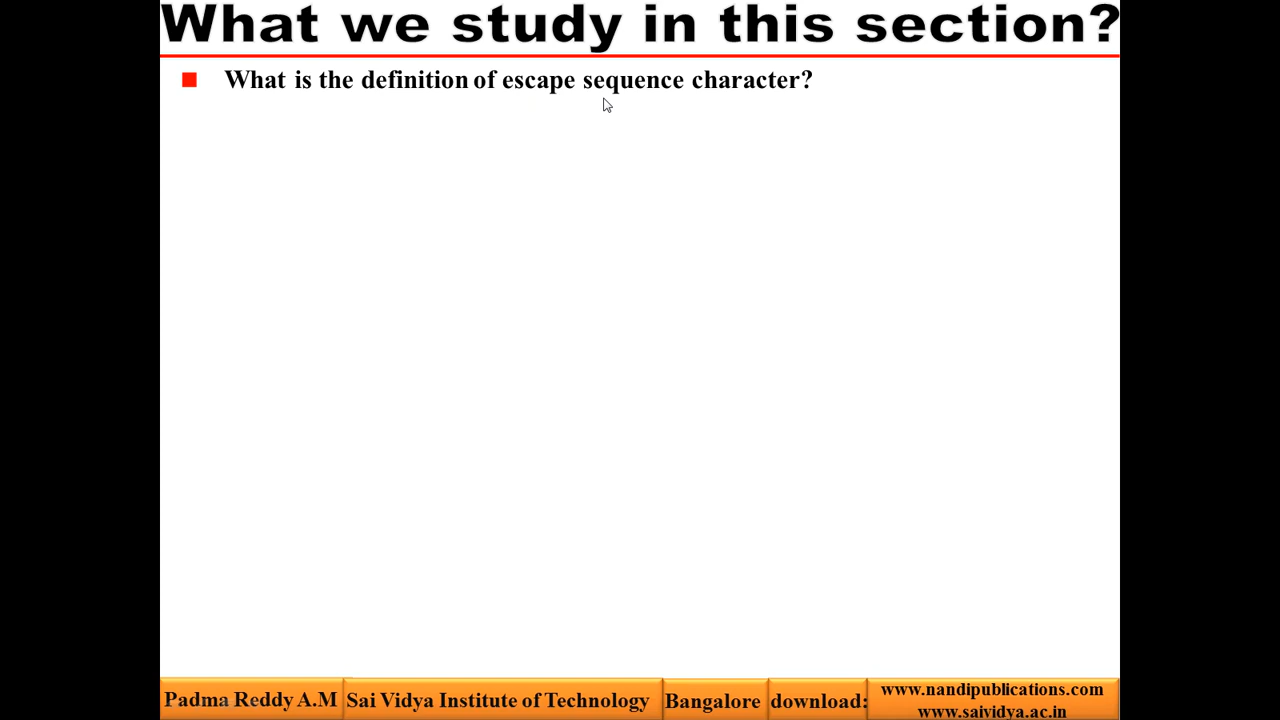 What we study in this section?
What is the definition of escape sequence character?
Padma Reddy A.M Sai Vidya Institute of Technology Bangalore download: www.nandipublications.com
www.saividya.ac.in